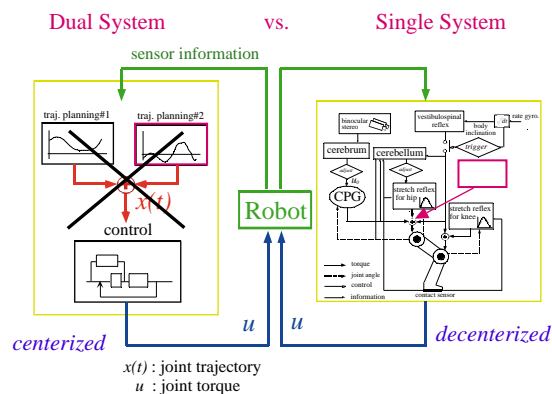 Dual System vs. Single System
sensor information
traj. planning#1
traj. planning#2
x(t)
control
Robot
u
u
centerized
decenterized
x(t) : joint trajectory
u : joint torque
binocular
stereo
vestibulospinal
reflex
rate gyro.
body
inclination
trigger
cerebrum
cerebellum
adjust
adjust
u0
CPG
stretch reflex
for hip
stretch reflex
for knee
torque
joint angle
control
information
contact sensor